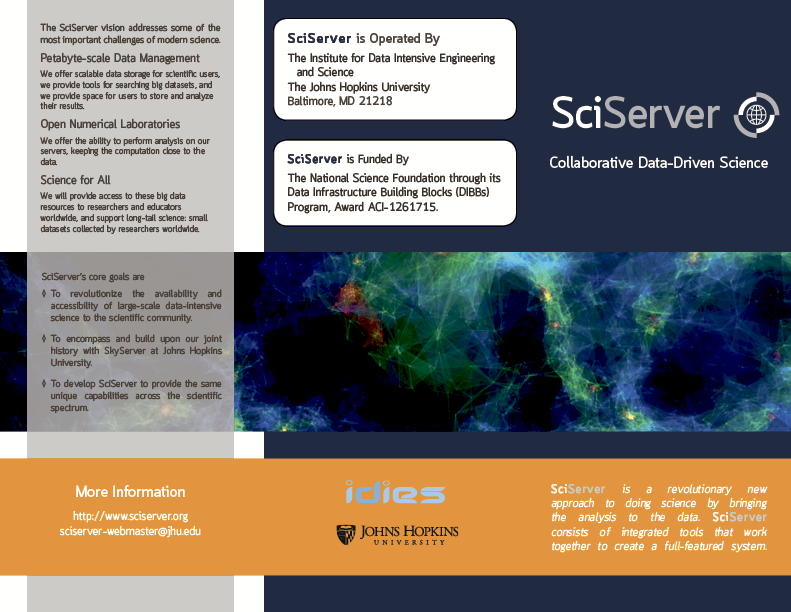 The SciServer vision addresses some of the
most important challenges of modern science.
Petabyte-scale Data Management
We offer scalable data storage for scientific users,
we provide tools for searching big datasets, and
we provide space for users to store and analyze
their results.
Open Numerical Laboratories
We offer the ability to perform analysis on our
servers, keeping the computation close to the
data.
Science for All
We will provide access to these big data
resources to researchers and educators
worldwide, and support long-tail science: small
datasets collected by researchers worldwide.
SciServer's core goals are
◊ To revolutionize the availability and
accessibility of large-scale data-intensive
science to the scientific community.
◊ To encompass and build upon our joint
history with SkyServer at Johns Hopkins
University.
◊ To develop SciServer to provide the same
unique capabilities across the scientific
spectrum.
More Information
http://www.sciserver.org
sciserver-webmaster@jhu.edu
SciServer is Operated By
The Institute for Data Intensive Engineering
and Science
The Johns Hopkins University
Baltimore, MD 21218
SciServer is Funded By
The National Science Foundation through its
Data Infrastructure Building Blocks (DIBBs)
Program, Award ACI-1261715.
idies
JOHNS HOPKINS
UNIVERSITY
SciServer
Collaborative Data-Driven Science
SciServer is a revolutionary new
approach to doing science by bringing
the analysis to the data. SciServer
consists of integrated tools that work
together to create a full-featured system.